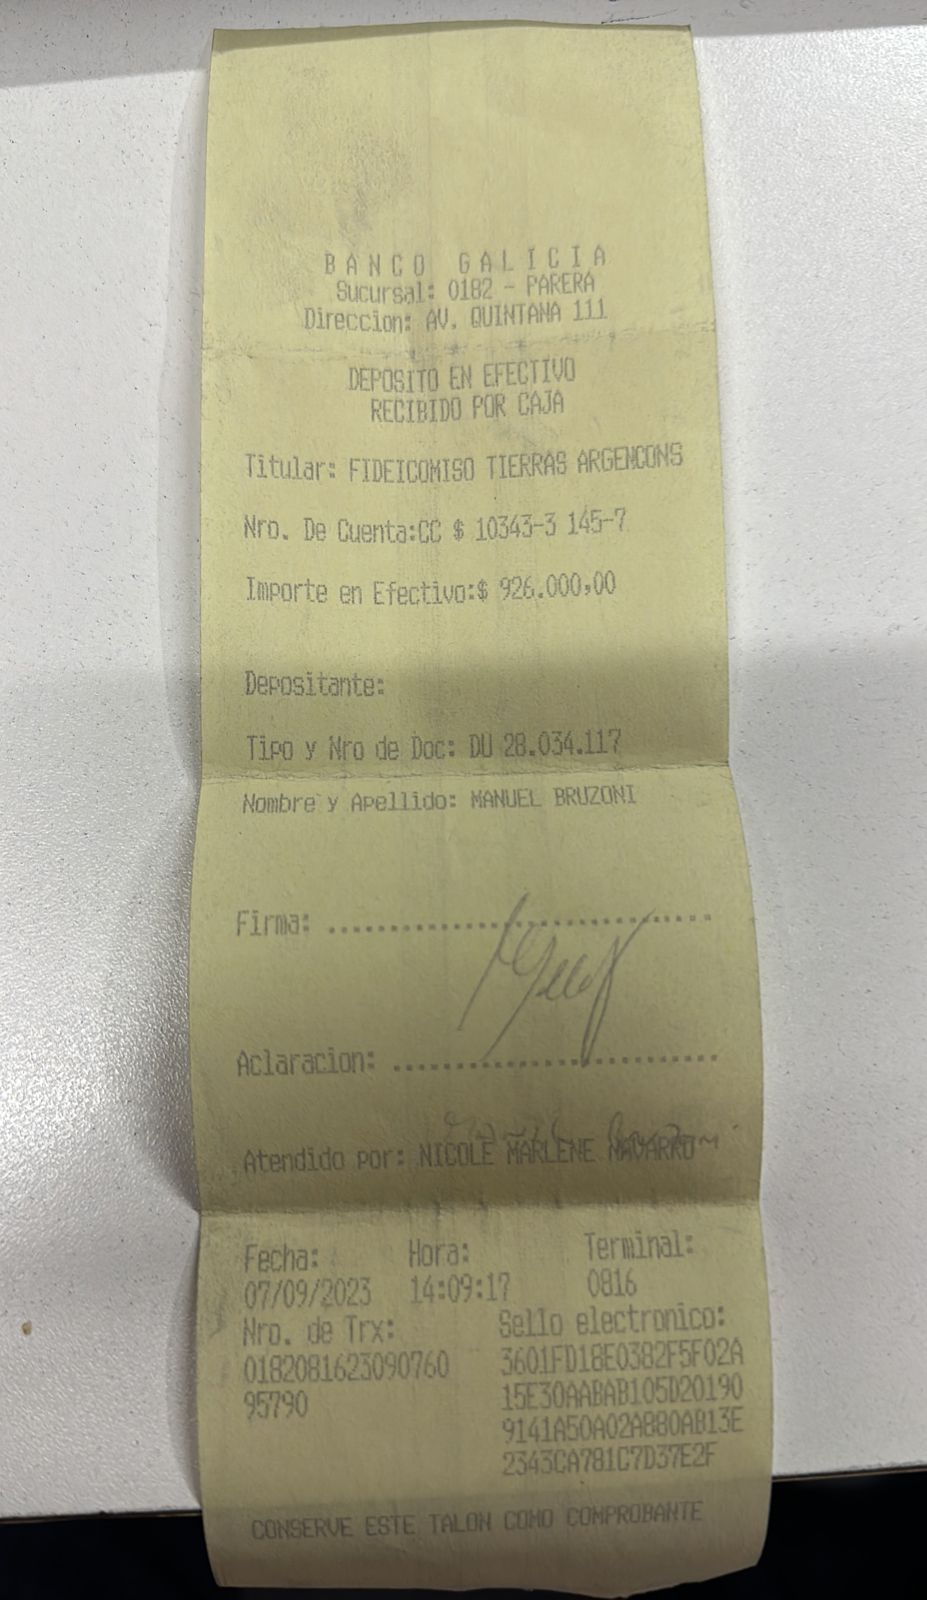 BANCO GALICIA
Sucursal: 0182 - PARERA
Direccion: AV. QUINTANA 111
DEPOSITO EN EFECTIVO
RECIBIDO POR CAJA
Titular: FIDEICOMISO TIERRAS ARGENCONS
Nro. De Cuenta:CC $ 10343-3 145-7
Importe en Efectivo:$ 926.000,00
Depositante:
Tipo y Nro de Doc: DU 28.034.117
Nombre y Apellido: MANUEL BRUZONI
Firma: ..............................
Aclaracion: .........................
Atendido por: NICOLE MARLENE NAVARRO
Fecha: Hora: Terminal:
07/09/2023 14:09:17 0816
Nro. de Trx: Sello electronico:
0182081623090760 3601FD18E0382F5F02A
95790 15E30AABAB105D20190
9141A50A02AB80AB13E
2343CA781C7D37E2F
CONSERVE ESTE TALON COMO COMPROBANTE